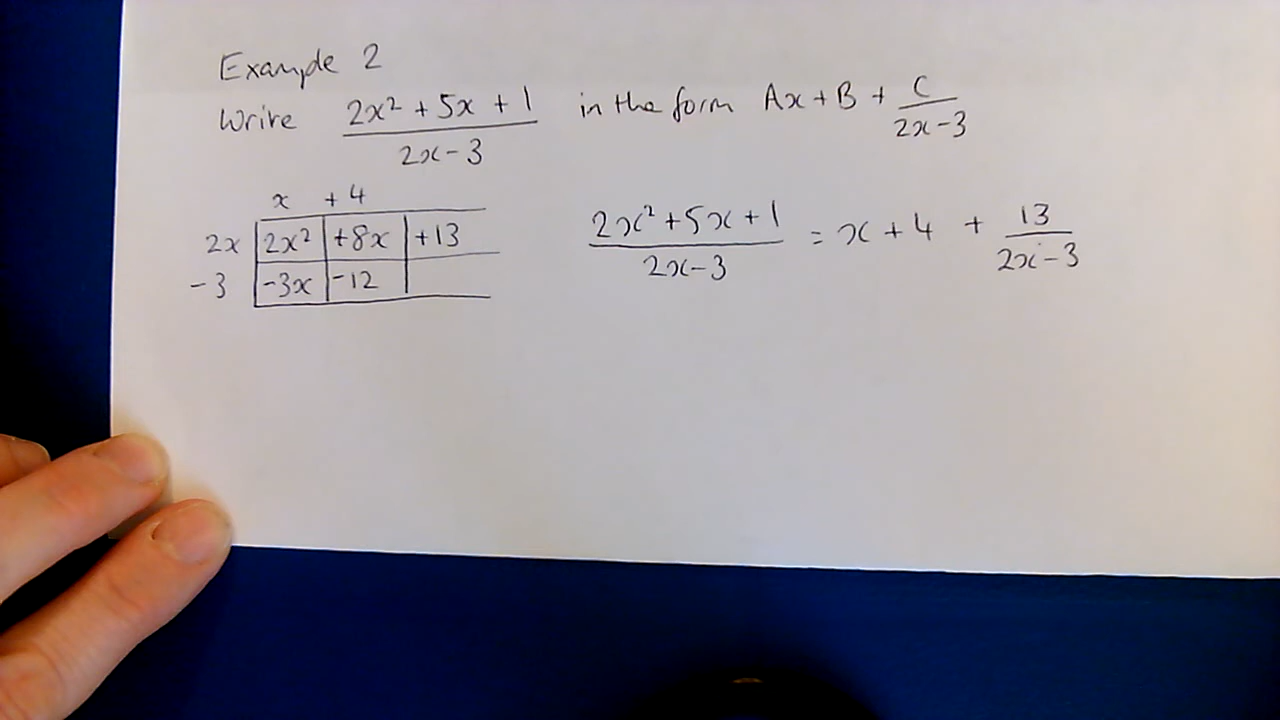 Example 2
Write 2x² + 5x + 1 / 2x - 3 in the form Ax + B + C / 2x - 3
x + 4
2x 2x² +8x +13
-3 -3x -12
2x² + 5x + 1 / 2x - 3 = x + 4 + 13 / 2x - 3